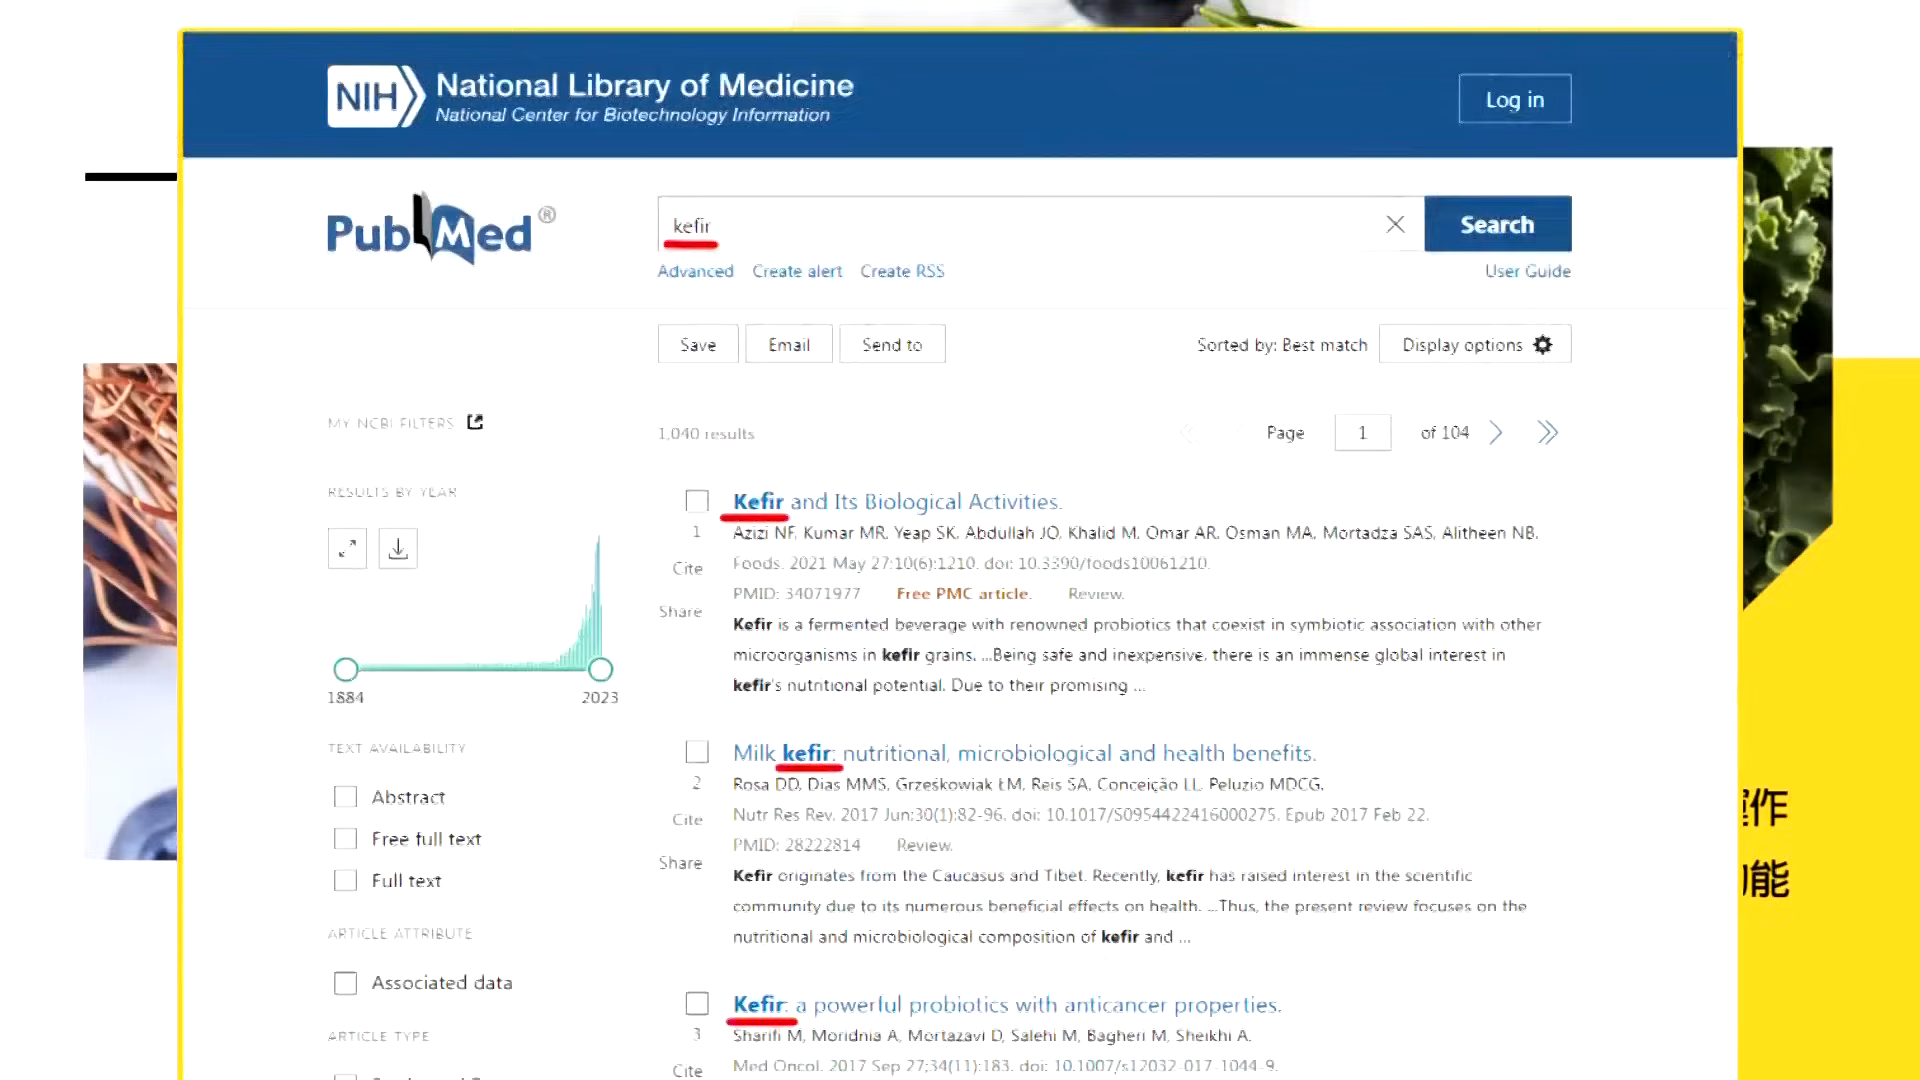 NIH National Library of Medicine
National Center for Biotechnology Information
Log in
PubMed®
kefir
Search
Advanced Create alert Create RSS
User Guide
Save Email Send to
Sorted by: Best match Display options
MY NCBI FILTERS
1,040 results
Page 1 of 104
RESULTS BY YEAR
1884 2023
TEXT AVAILABILITY
Abstract
Free full text
Full text
ARTICLE ATTRIBUTE
Associated data
ARTICLE TYPE
Kefir and Its Biological Activities.
1
Azizi NF, Kumar MR, Yeap SK, Abdullah JO, Khalid M, Omar AR, Osman MA, Mortadza SAS, Alitheen NB.
Cite
Foods. 2021 May 27;10(6):1210. doi: 10.3390/foods10061210.
PMID: 34071977 Free PMC article. Review.
Share
Kefir is a fermented beverage with renowned probiotics that coexist in symbiotic association with other
microorganisms in kefir grains. ...Being safe and inexpensive, there is an immense global interest in
kefir's nutritional potential. Due to their promising ...
Milk kefir: nutritional, microbiological and health benefits.
2
Rosa DD, Dias MMS, Grześkowiak ŁM, Reis SA, Conceição LL, Peluzio MDCG.
Cite
Nutr Res Rev. 2017 Jun;30(1):82-96. doi: 10.1017/S0954422416000275. Epub 2017 Feb 22.
PMID: 28222814 Review.
Share
Kefir originates from the Caucasus and Tibet. Recently, kefir has raised interest in the scientific
community due to its numerous beneficial effects on health. ...Thus, the present review focuses on the
nutritional and microbiological composition of kefir and ...
Kefir: a powerful probiotics with anticancer properties.
3
Sharifi M, Moridnia A, Mortazavi D, Salehi M, Bagheri M, Sheikhi A.
Cite
Med Oncol. 2017 Sep 27;34(11):183. doi: 10.1007/s12032-017-1044-9.
作
能